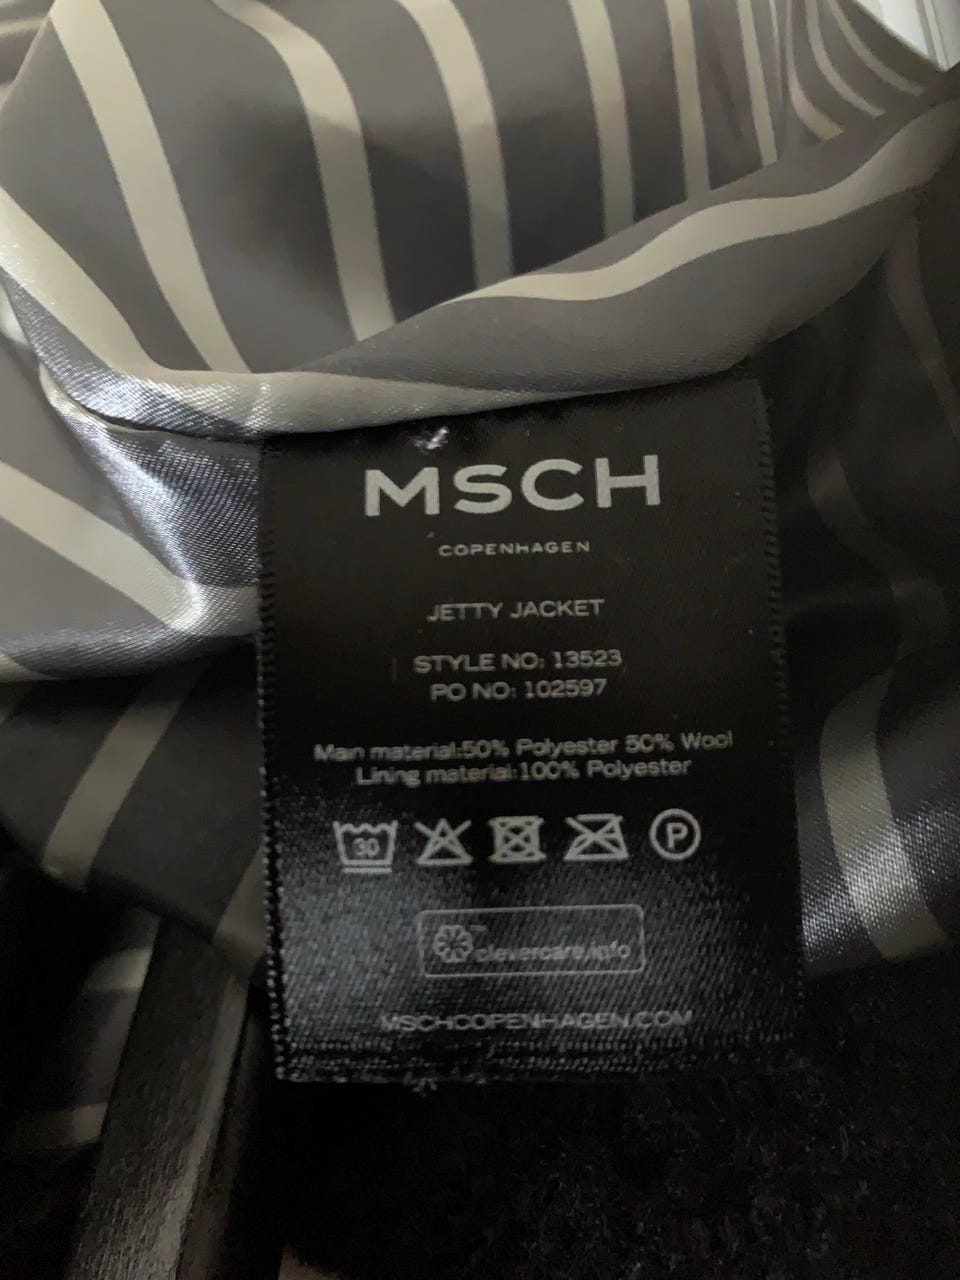 MSCH
COPENHAGEN
JETTY JACKET
STYLE NO: 13523
PO NO: 102597
Man material:50% Polyester 50% Wool
Lining material:100% Polyester
30
P
clevercare.info
MSCHCOPENHAGEN.COM